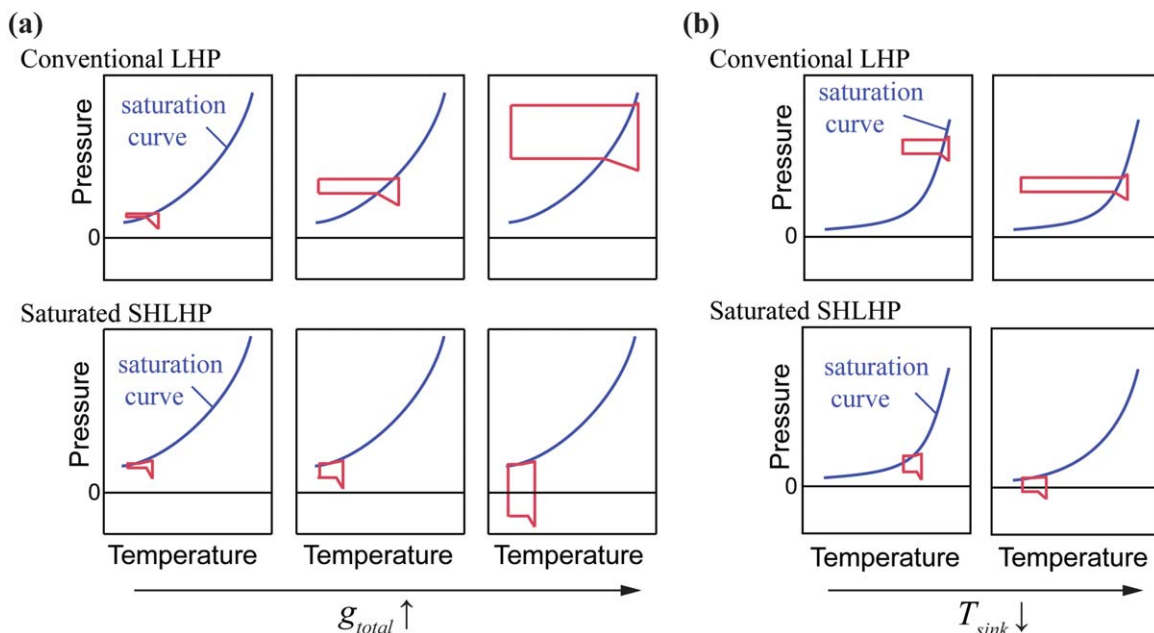 (a)
Conventional LHP
Pressure
saturation
curve
0
Saturated SHLHP
Pressure
saturation
curve
0
Temperature
Temperature
Temperature
g_total ↑
(b)
Conventional LHP
Pressure
saturation
curve
0
Saturated SHLHP
Pressure
saturation
curve
0
Temperature
Temperature
T_sink ↓